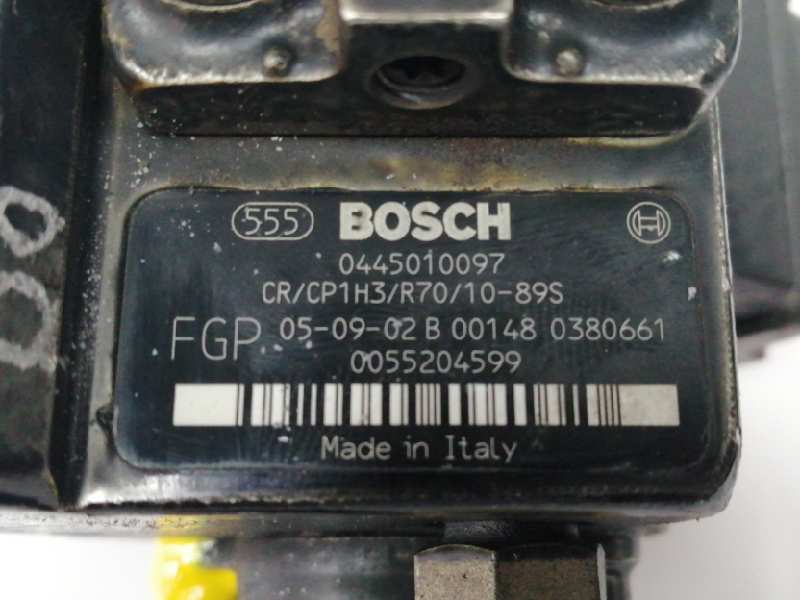 555 BOSCH
0445010097
CR/CP1H3/R70/10-89S
FGP 05-09-02 B 00148 0380661
0055204599
Made in Italy